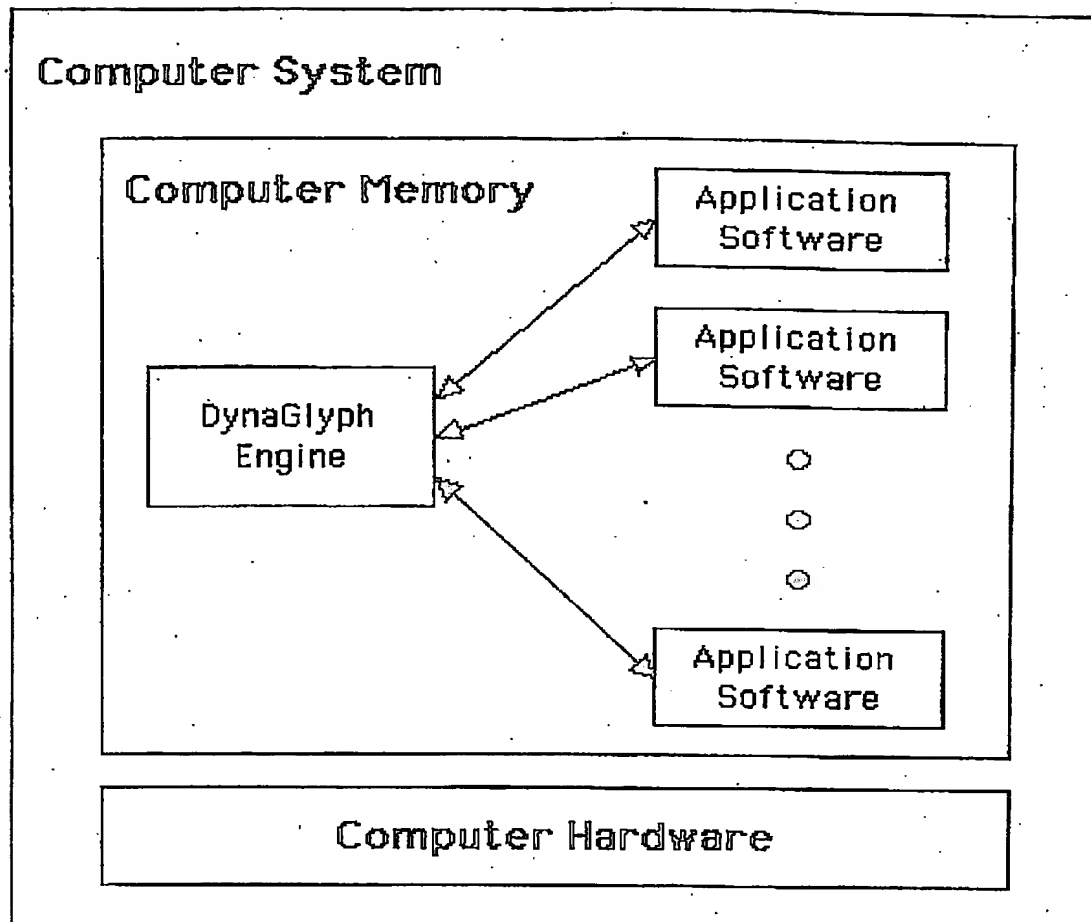 Computer System
Computer Memory
Application
Software
Application
Software
DynaGlyph
Engine
Application
Software
Computer Hardware